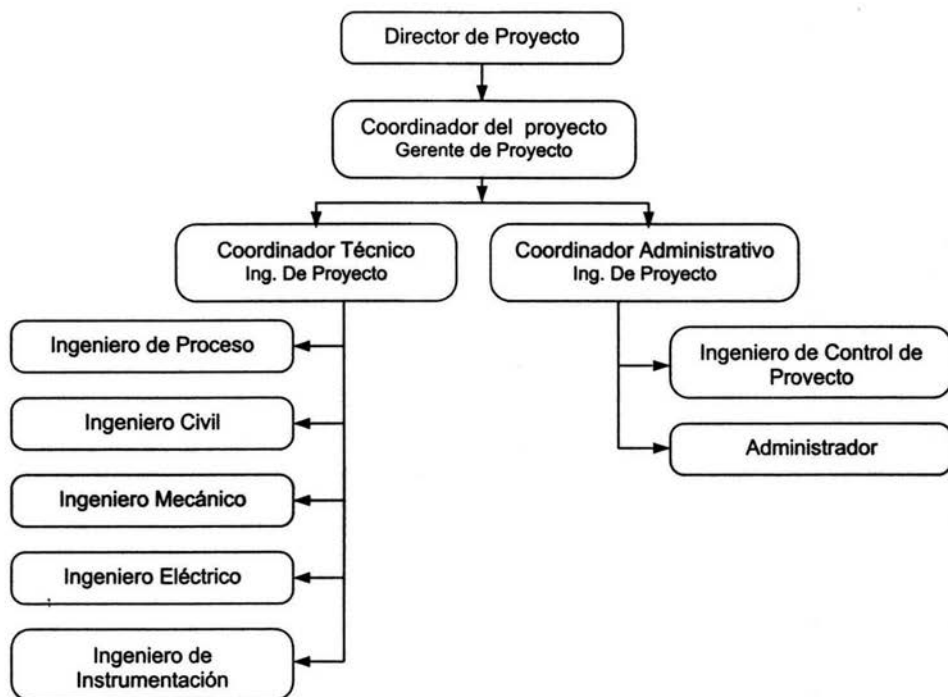 Director de Proyecto
Coordinador del proyecto
Gerente de Proyecto
Coordinador Técnico
Ing. De Proyecto
Coordinador Administrativo
Ing. De Proyecto
Ingeniero de Proceso
Ingeniero Civil
Ingeniero Mecánico
Ingeniero Eléctrico
Ingeniero de
Instrumentación
Ingeniero de Control de
Provecto
Administrador